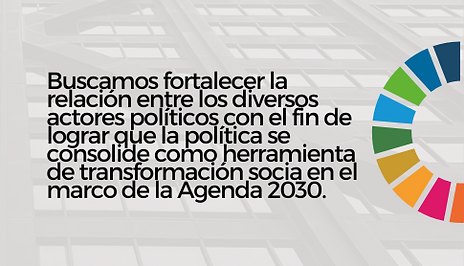 Buscamos fortalecer la
relación entre los diversos
actores políticos con el fin de
lograr que la política se
consolide como herramienta
de transformación socia en el
marco de la Agenda 2030.